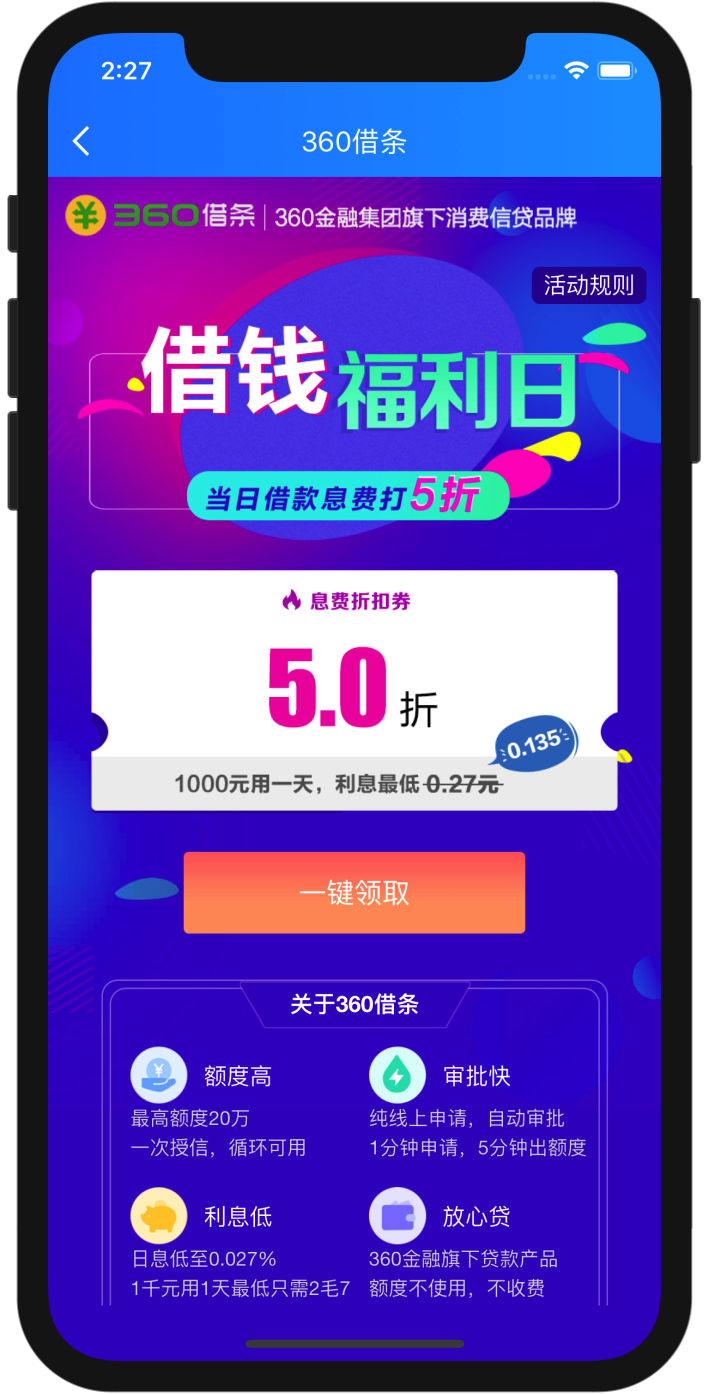 2:27
360借条
360借条 | 360金融集团旗下消费信贷品牌
活动规则
借钱福利日
当日借款息费打5折
息费折扣券
5.0折
0.135
1000元用一天，利息最低 0.27元
一键领取
关于360借条
额度高
最高额度20万
一次授信，循环可用
审批快
纯线上申请，自动审批
1分钟申请，5分钟出额度
利息低
日息低至0.027%
1千元用1天最低只需2毛7
放心贷
360金融旗下贷款产品
额度不使用，不收费